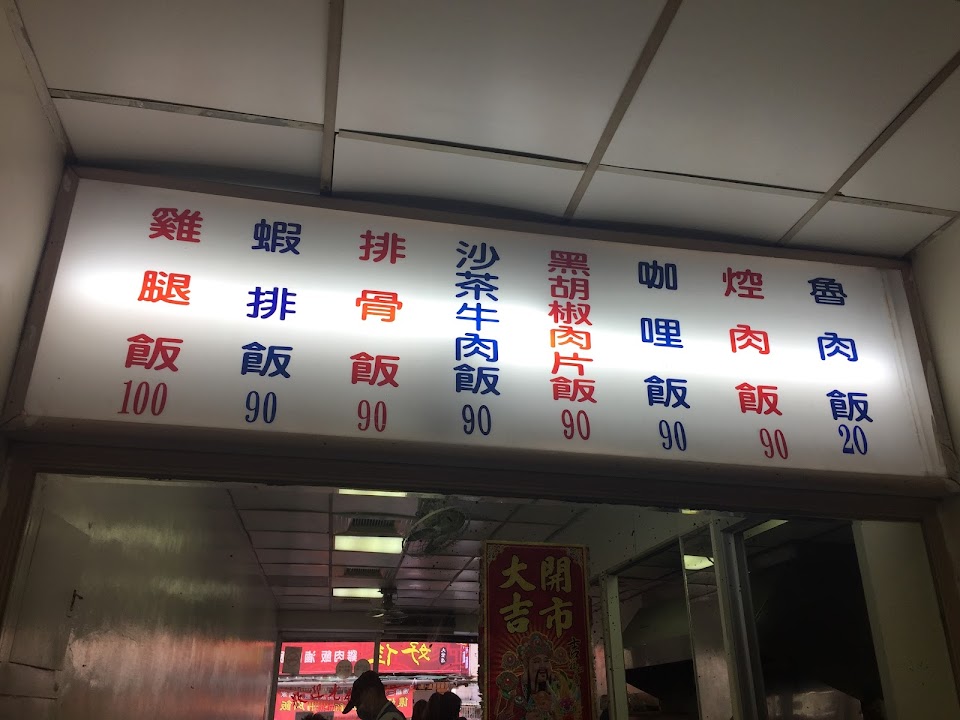 魯肉飯 20
焢肉飯 90
咖哩飯 90
黑胡椒肉片飯 90
沙茶牛肉飯 90
排骨飯 90
蝦排飯 90
雞腿飯 100
開市
大吉